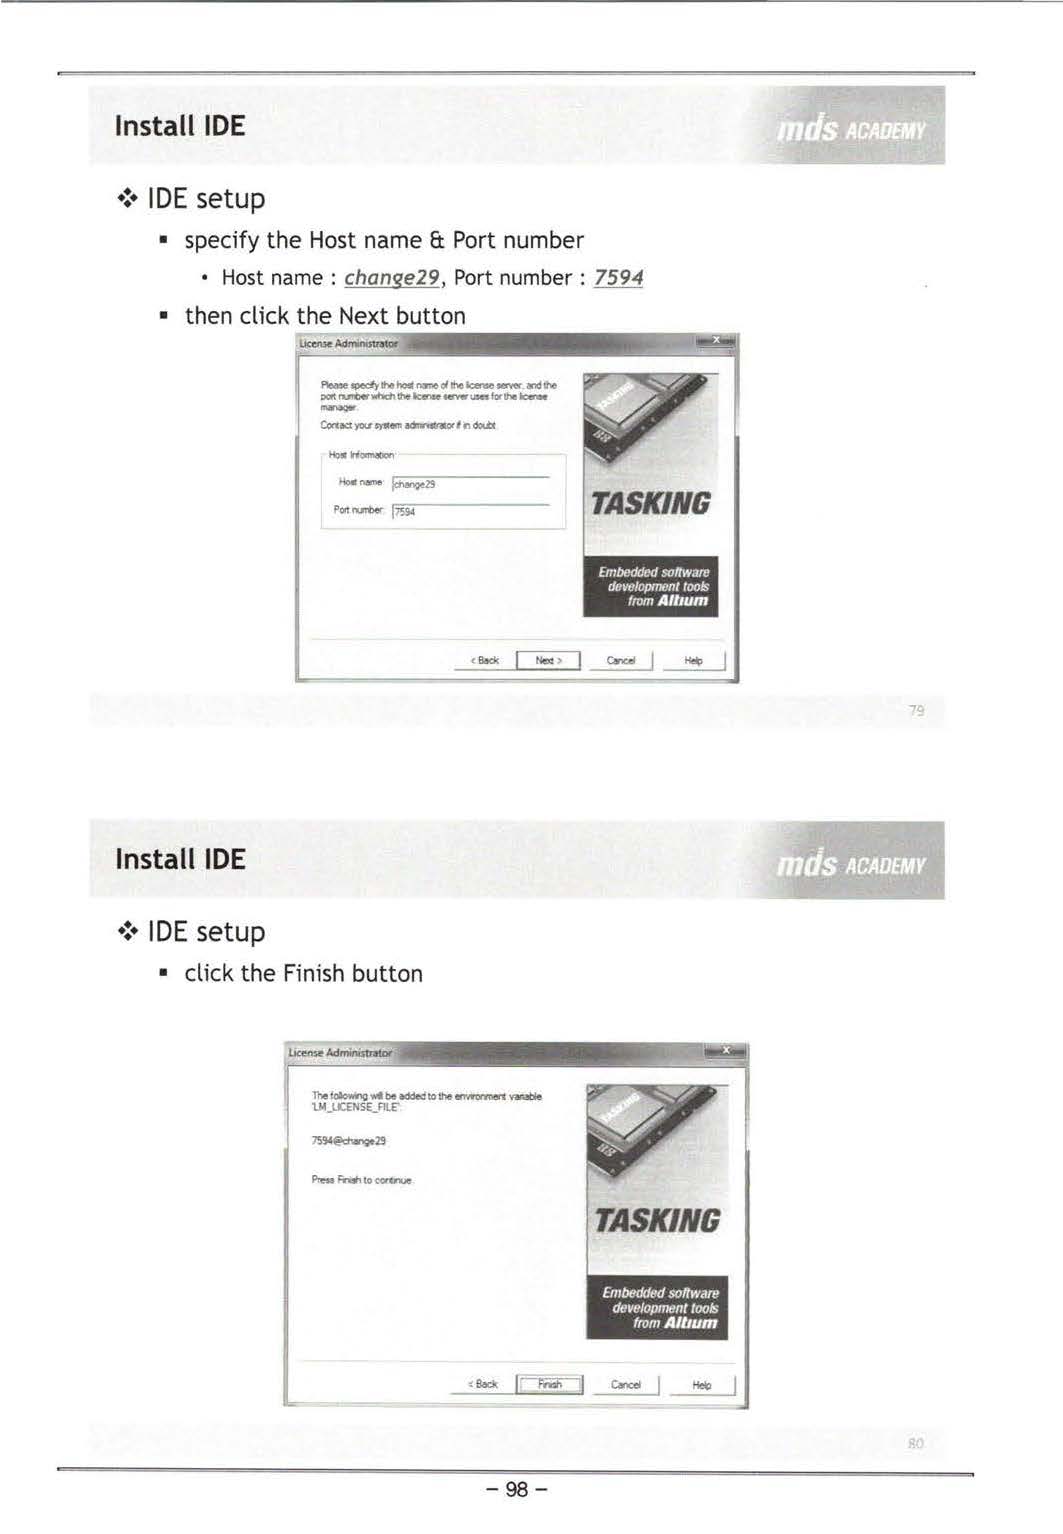 Install IDE
mds ACADEMY
IDE setup
specify the Host name & Port number
Host name : change29, Port number : 7594
then click the Next button
License Administrator
Please specify the host name of the license server, and the
port number which the license server uses for the license
manager.
Contact your system administrator if in doubt.
Host Information
Host name: change29
Port number: 7594
TASKING
TASKING
Embedded software
development tools
from Altium
< Back Next > Cancel Help
79
Install IDE
mds ACADEMY
IDE setup
click the Finish button
License Administrator
The following will be added to the environment variable
'LM_LICENSE_FILE':
7594@change29
Press Finish to continue.
TASKING
TASKING
Embedded software
development tools
from Altium
< Back Finish Cancel Help
80
- 98 -